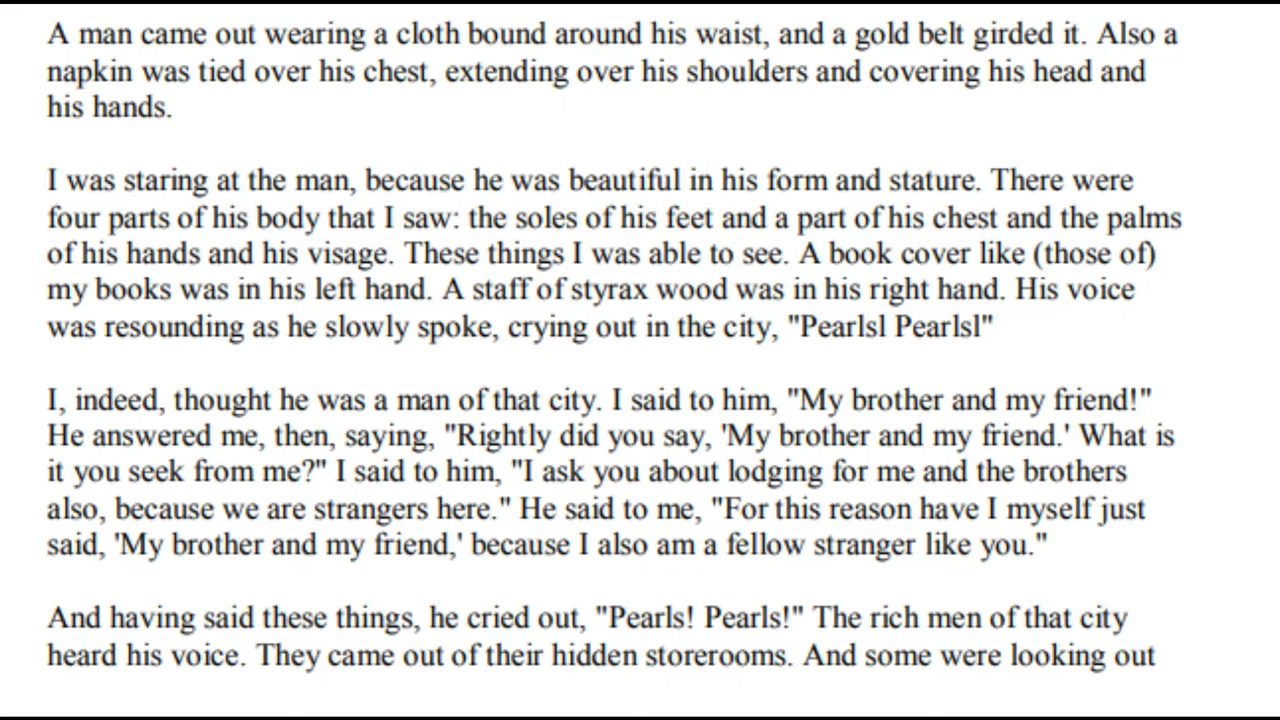 A man came out wearing a cloth bound around his waist, and a gold belt girded it. Also a
napkin was tied over his chest, extending over his shoulders and covering his head and
his hands.
I was staring at the man, because he was beautiful in his form and stature. There were
four parts of his body that I saw: the soles of his feet and a part of his chest and the palms
of his hands and his visage. These things I was able to see. A book cover like (those of)
my books was in his left hand. A staff of styrax wood was in his right hand. His voice
was resounding as he slowly spoke, crying out in the city, "Pearlsl Pearlsl"
I, indeed, thought he was a man of that city. I said to him, "My brother and my friend!"
He answered me, then, saying, "Rightly did you say, 'My brother and my friend.' What is
it you seek from me?" I said to him, "I ask you about lodging for me and the brothers
also, because we are strangers here." He said to me, "For this reason have I myself just
said, 'My brother and my friend,' because I also am a fellow stranger like you."
And having said these things, he cried out, "Pearls! Pearls!" The rich men of that city
heard his voice. They came out of their hidden storerooms. And some were looking out